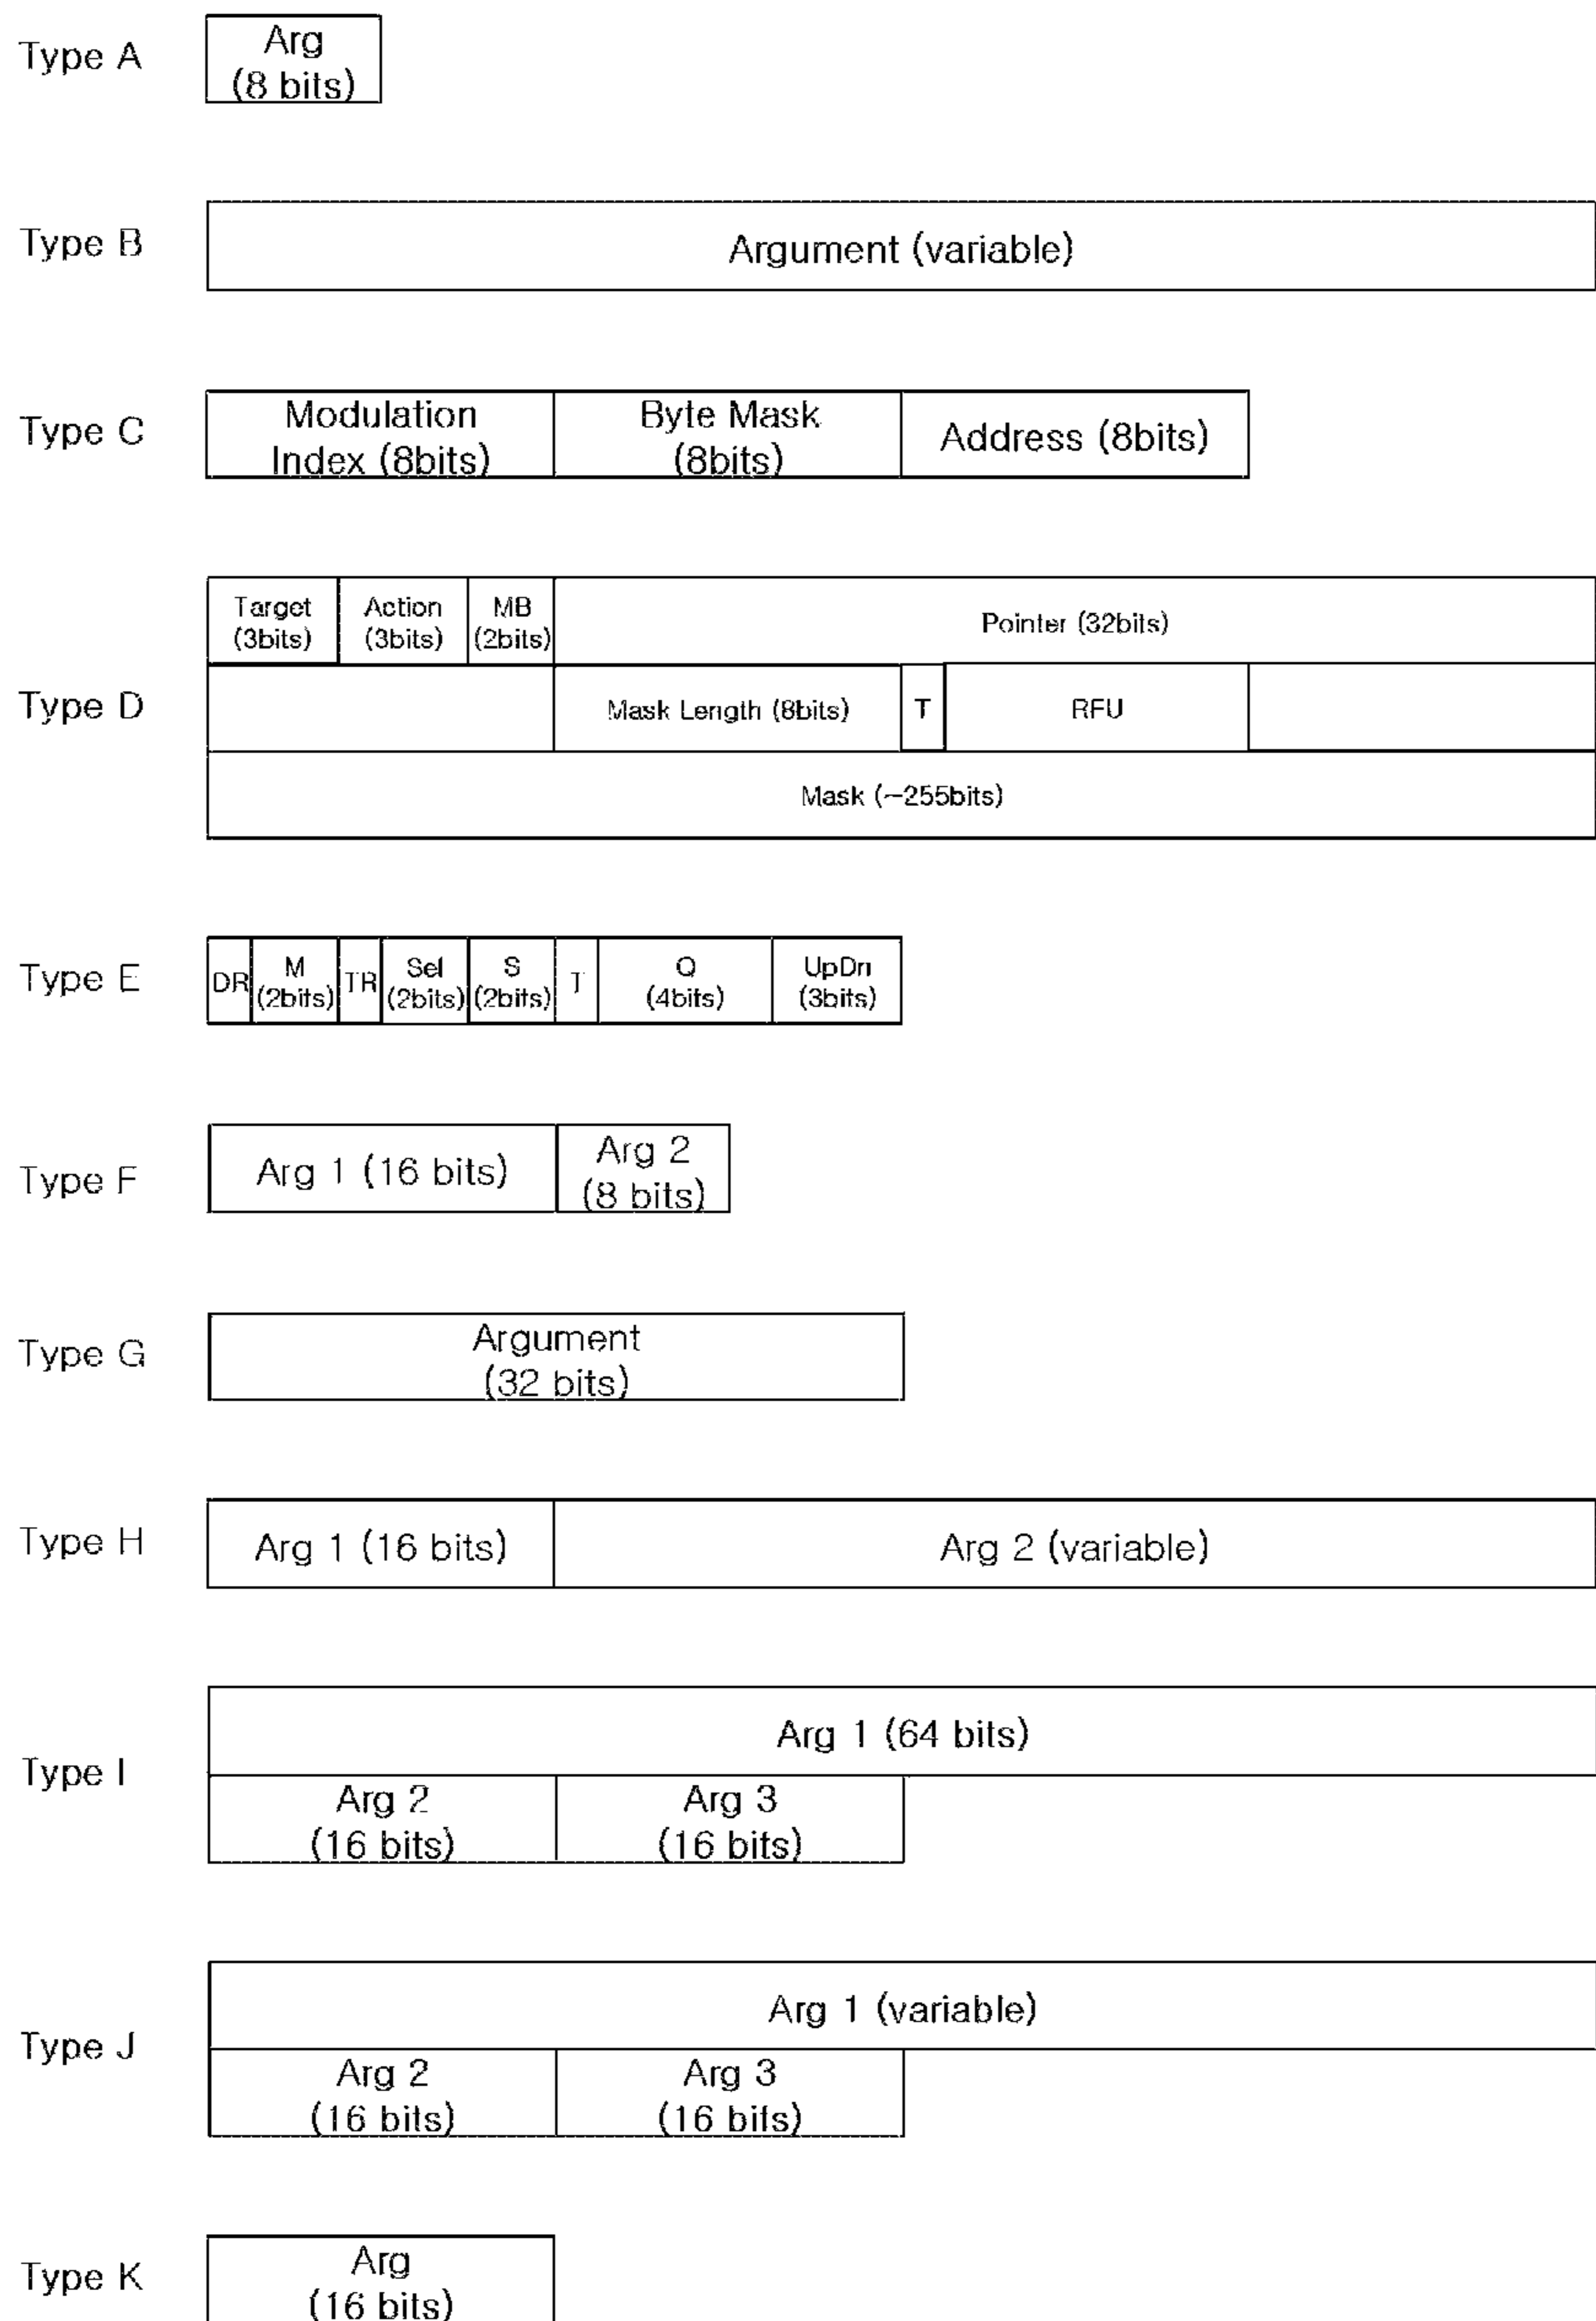 Type A
Arg
(8 bits)
Type B
Argument (variable)
Type C
Modulation
Index (8bits)
Byte Mask
(8bits)
Address (8bits)
Type D
Target
(3bits)
Action
(3bits)
MB
(2bits)
Pointer (32bits)
Mask Length (8bits)
T
RFU
Mask (~255bits)
Type E
DR
M
(2bits)
TR
Sel
(2bits)
S
(2bits)
T
Q
(4bits)
UpDn
(3bits)
Type F
Arg 1 (16 bits)
Arg 2
(8 bits)
Type G
Argument
(32 bits)
Type H
Arg 1 (16 bits)
Arg 2 (variable)
Type I
Arg 1 (64 bits)
Arg 2
(16 bits)
Arg 3
(16 bits)
Type J
Arg 1 (variable)
Arg 2
(16 bits)
Arg 3
(16 bits)
Type K
Arg
(16 bits)